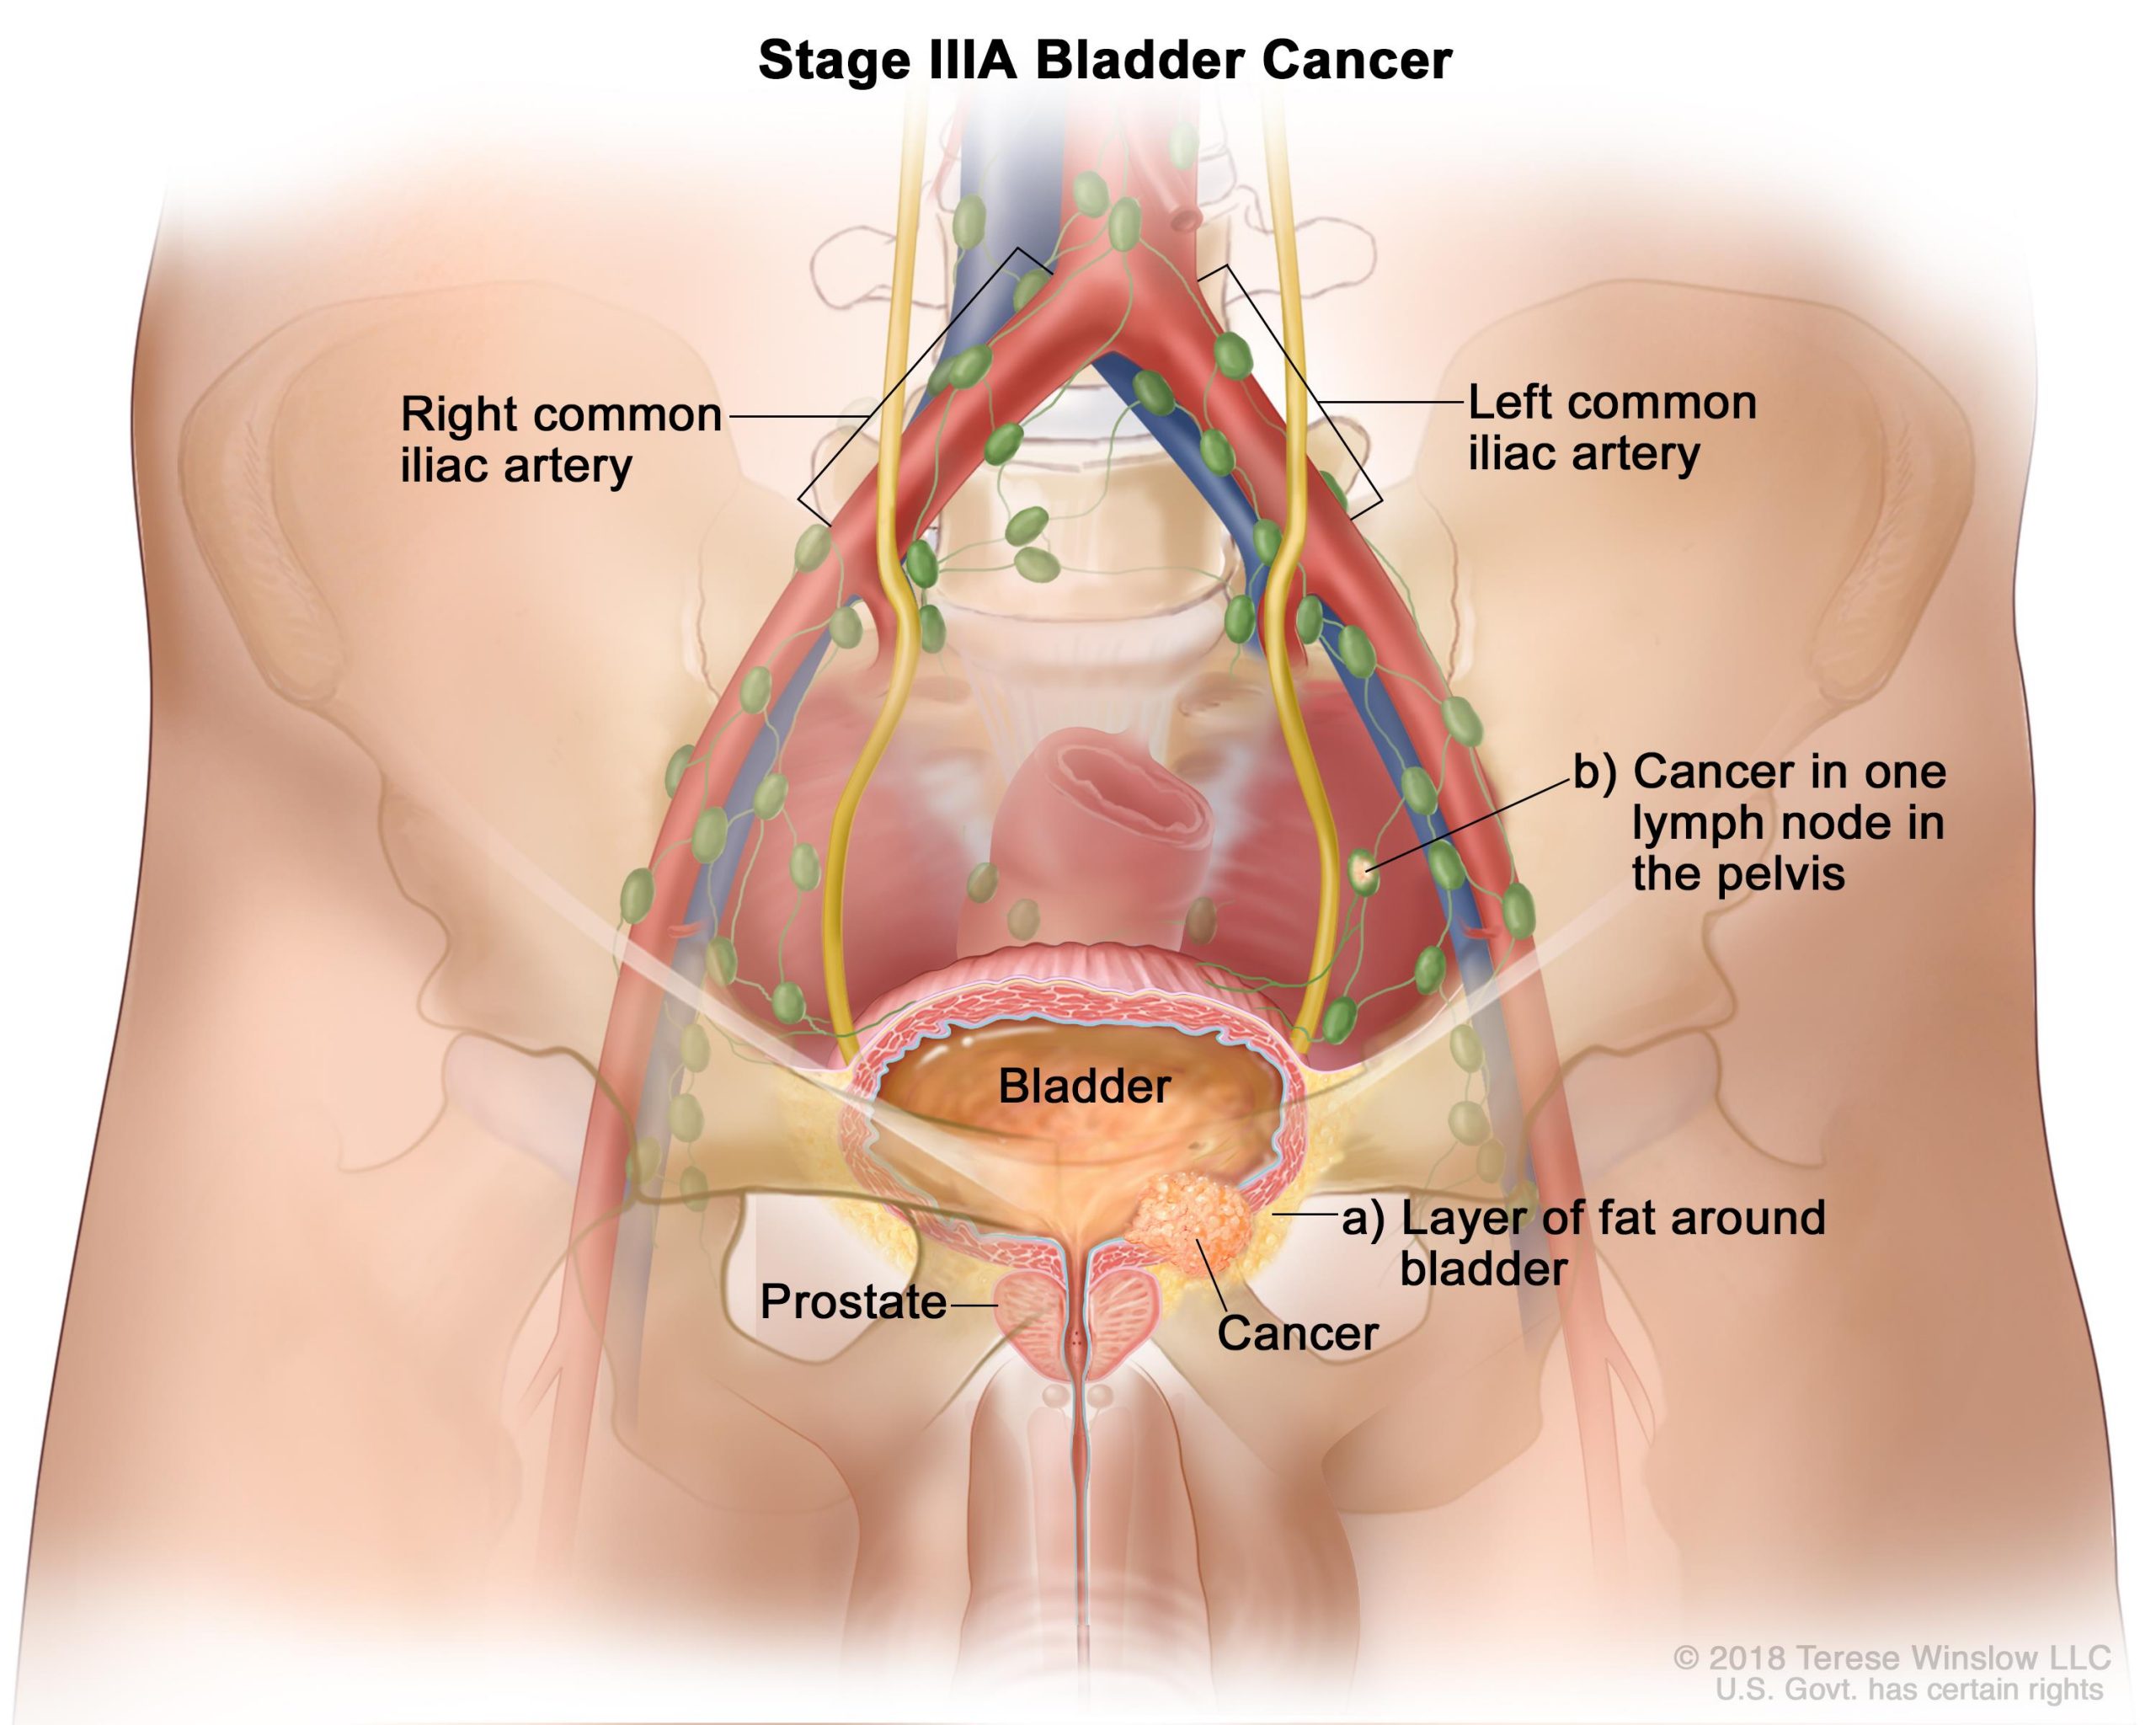 Stage IIIA Bladder Cancer
Right common
iliac artery
Left common
iliac artery
b) Cancer in one
lymph node in
the pelvis
Bladder
a) Layer of fat around
bladder
Prostate
Cancer
© 2018 Terese Winslow LLC
U.S. Govt. has certain rights